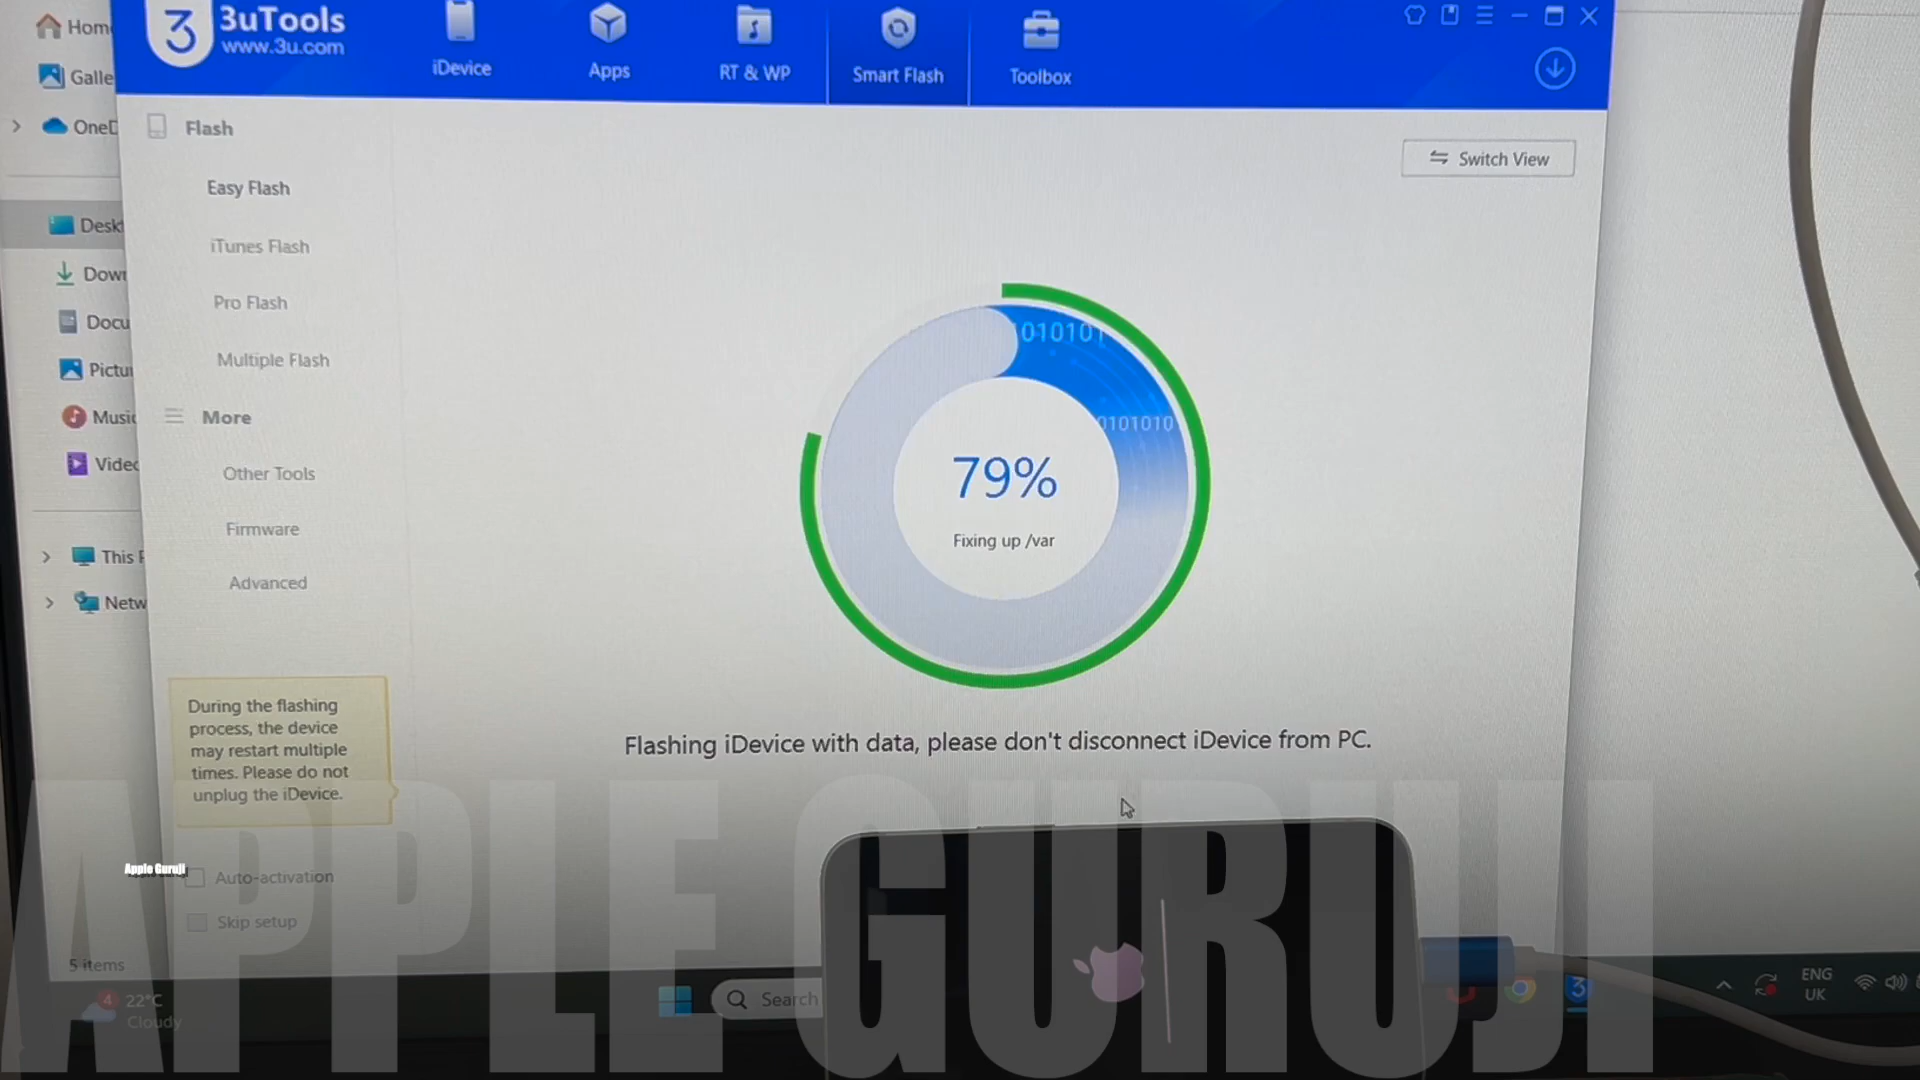 3 3uTools
www.3u.com
iDevice
Apps
RT & WP
Smart Flash
Toolbox
Switch View
Flash
Easy Flash
iTunes Flash
Pro Flash
Multiple Flash
More
Other Tools
Firmware
Advanced
During the flashing
process, the device
may restart multiple
times. Please do not
unplug the iDevice.
Auto-activation
Skip setup
Hom
Galle
OneD
Deskt
Down
Docu
Pictu
Music
Videc
This P
Netw
5 items
010101
0101010
79%
Fixing up /var
Flashing iDevice with data, please don't disconnect iDevice from PC.
Apple Guruji
APPLE GURUJI
4
22°C
Cloudy
Search
3
ENG
UK